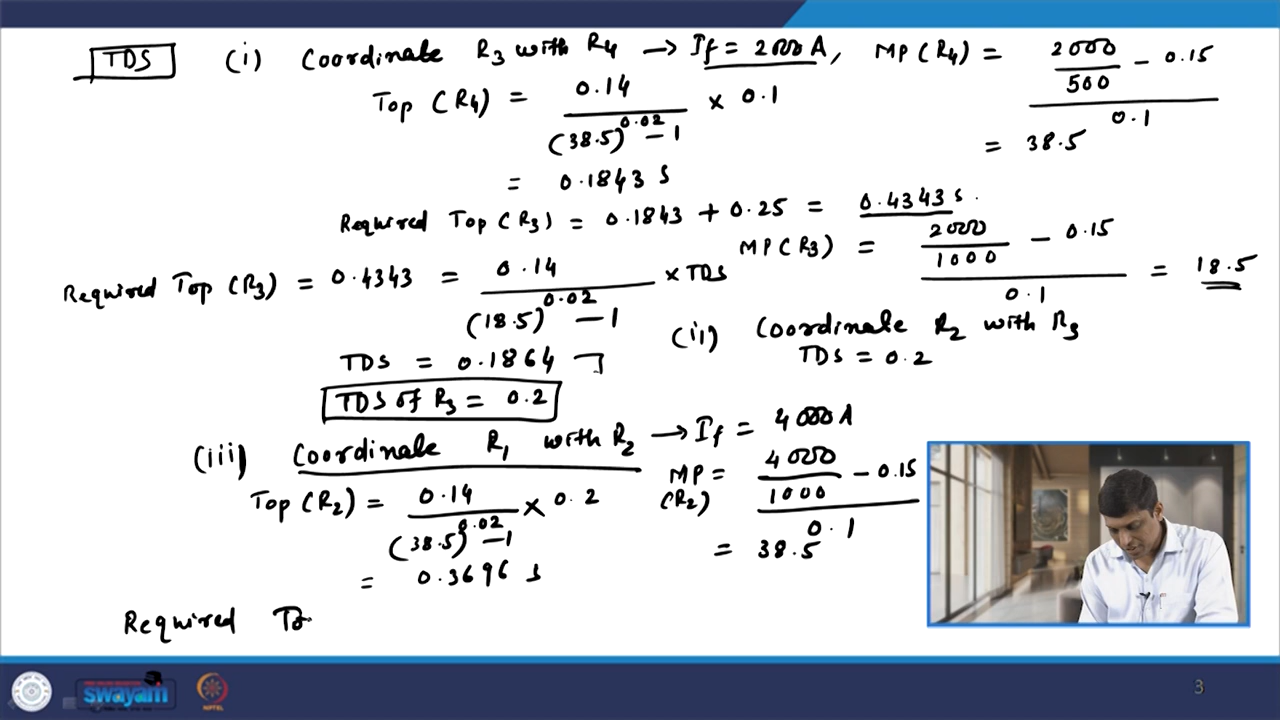 TDS (i) Coordinate R3 with R4 → If = 2000 A, MP(R4) = (2000/500 − 0.15)/0.1
Top (R4) = 0.14/((38.5)^0.02 − 1) × 0.1
= 38.5
= 0.1843 s
Required Top (R3) = 0.1843 + 0.25 = 0.4343 s.
MP(R3) = (2000/1000 − 0.15)/0.1 = 18.5
Required Top (R3) = 0.4343 = 0.14/((18.5)^0.02 − 1) × TDS
(ii) Coordinate R2 with R3
TDS = 0.2
TDS = 0.1864
TDS of R3 = 0.2
(iii) Coordinate R1 with R2 → If = 4000 A
MP (R2) = (4000/1000 − 0.15)/0.1
Top (R2) = 0.14/((38.5)^0.02 − 1) × 0.2
= 38.5
= 0.3696 s
Required To
swayam
NPTEL
3